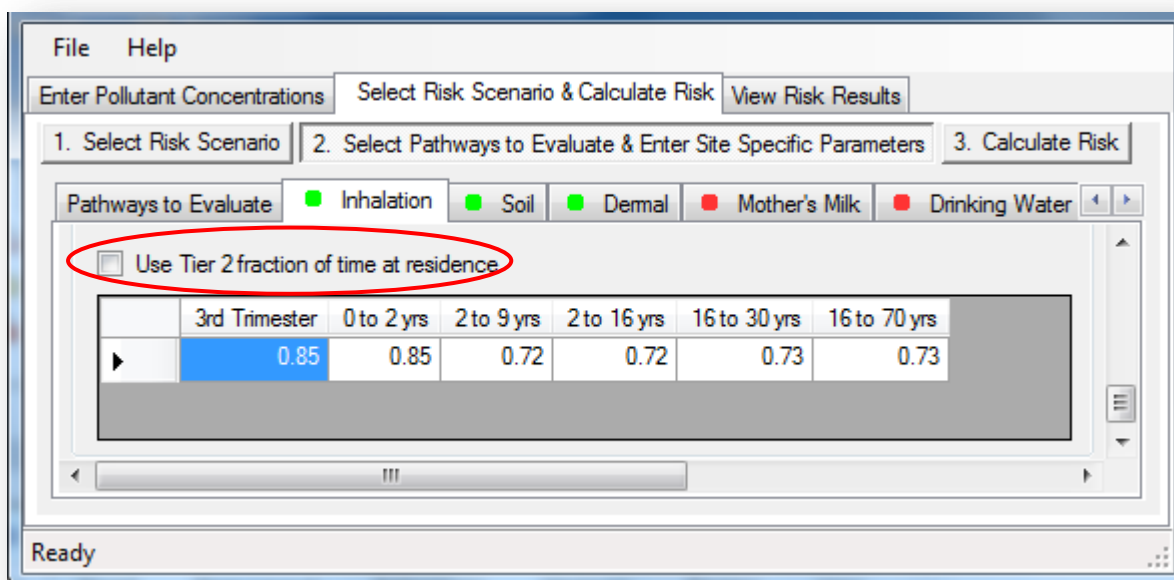 File Help
Enter Pollutant Concentrations Select Risk Scenario & Calculate Risk View Risk Results
1. Select Risk Scenario 2. Select Pathways to Evaluate & Enter Site Specific Parameters 3. Calculate Risk
Pathways to Evaluate Inhalation Soil Dermal Mother's Milk Drinking Water
Use Tier 2 fraction of time at residence
3rd Trimester 0 to 2 yrs 2 to 9 yrs 2 to 16 yrs 16 to 30 yrs 16 to 70 yrs
0.85 0.85 0.72 0.72 0.73 0.73
Ready